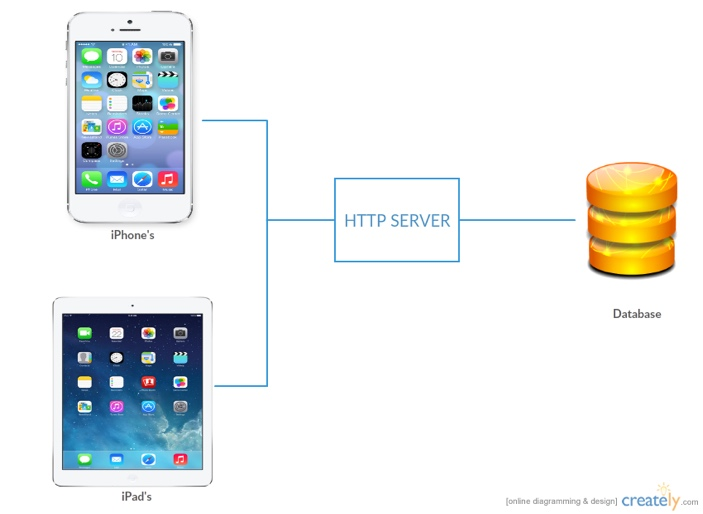 iPhone's
HTTP SERVER
Database
iPad's
[online diagramming & design] creately.com